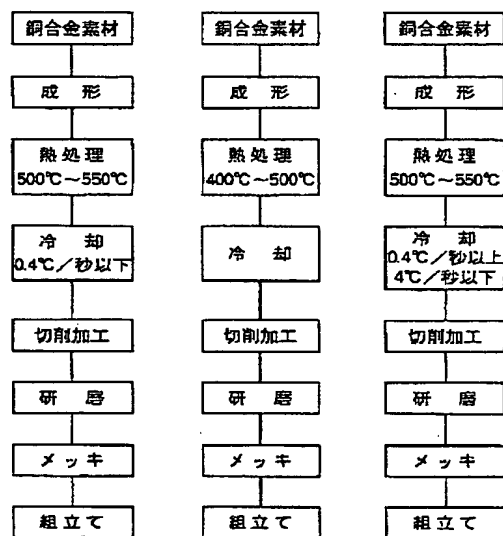 銅合金素材
成形
熱処理
500℃～550℃
冷却
0.4℃／秒以下
切削加工
研磨
メッキ
組立て
銅合金素材
成形
熱処理
400℃～500℃
冷却
切削加工
研磨
メッキ
組立て
銅合金素材
成形
熱処理
500℃～550℃
冷却
0.4℃／秒以上
4℃／秒以下
切削加工
研磨
メッキ
組立て